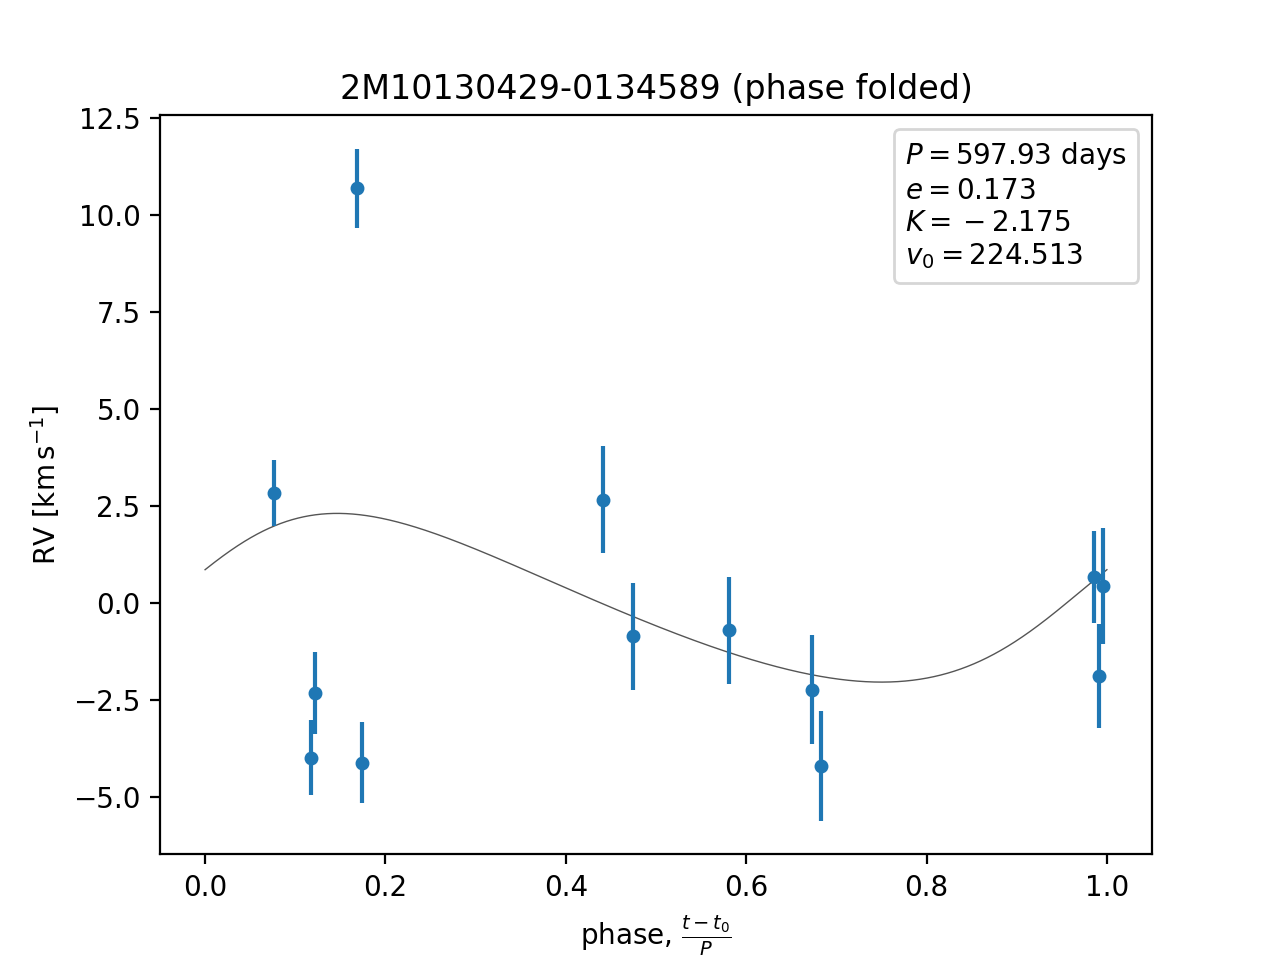 2M10130429-0134589 (phase folded)
P = 597.93 days
e = 0.173
K = −2.175
v₀ = 224.513
12.5
10.0
7.5
5.0
2.5
0.0
−2.5
−5.0
RV [km s⁻¹]
0.0 0.2 0.4 0.6 0.8 1.0
phase, (t − t₀)/P